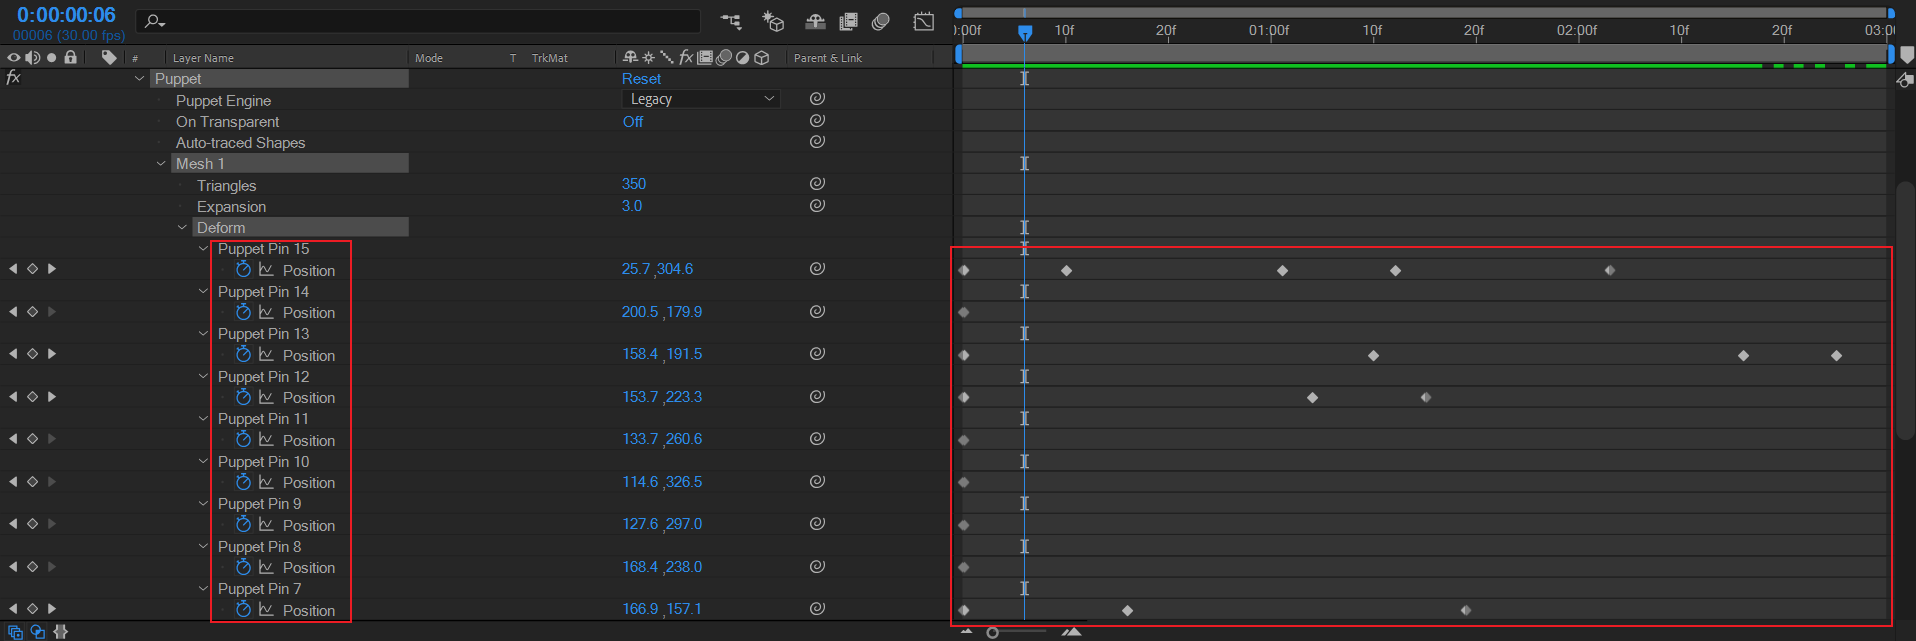 0:00:00:06
00006 (30.00 fps)
:00f 10f 20f 01:00f 10f 20f 02:00f 10f 20f 03:0
# Layer Name Mode T TrkMat fx Parent & Link
fx Puppet Reset
Puppet Engine Legacy
On Transparent Off
Auto-traced Shapes
Mesh 1
Triangles 350
Expansion 3.0
Deform
Puppet Pin 15
Position 25.7 ,304.6
Puppet Pin 14
Position 200.5 ,179.9
Puppet Pin 13
Position 158.4 ,191.5
Puppet Pin 12
Position 153.7 ,223.3
Puppet Pin 11
Position 133.7 ,260.6
Puppet Pin 10
Position 114.6 ,326.5
Puppet Pin 9
Position 127.6 ,297.0
Puppet Pin 8
Position 168.4 ,238.0
Puppet Pin 7
Position 166.9 ,157.1